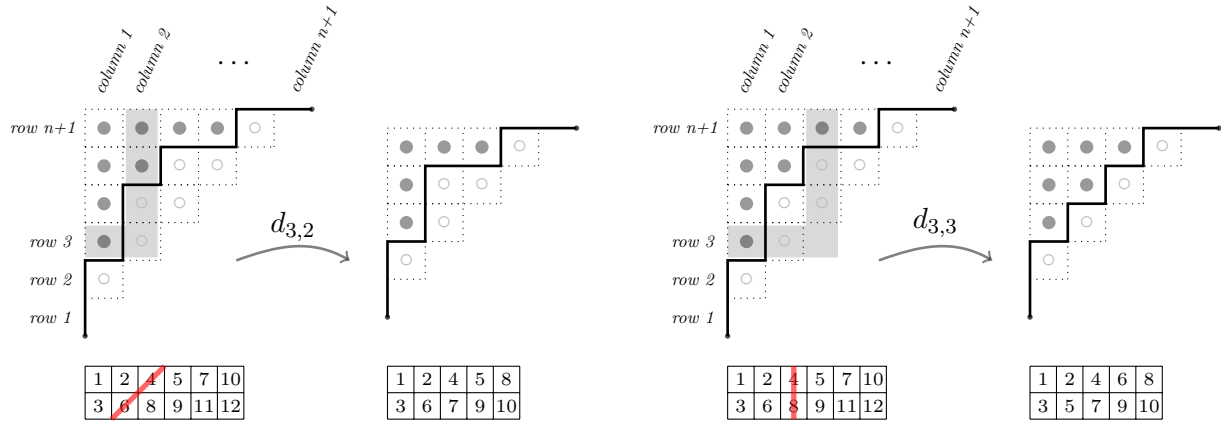 column 1
column 2
· · ·
column n+1
row n+1
row 3
row 2
row 1
d3,2
1 2 4 5 7 10
3 6 8 9 11 12
1 2 4 5 8
3 6 7 9 10
column 1
column 2
· · ·
column n+1
row n+1
row 3
row 2
row 1
d3,3
1 2 4 5 7 10
3 6 8 9 11 12
1 2 4 6 8
3 5 7 9 10